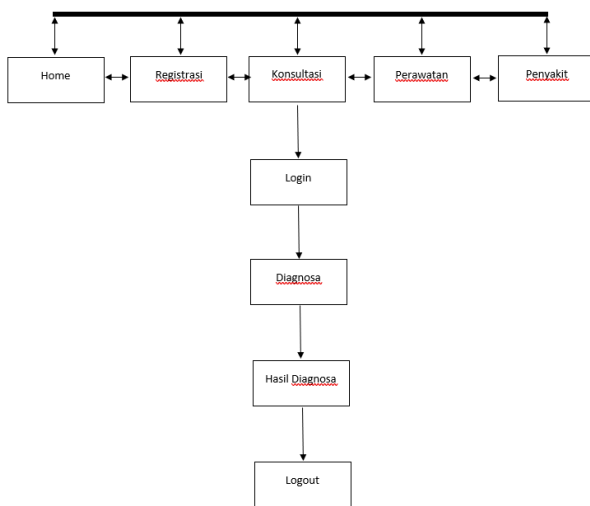 Home
Registrasi
Konsultasi
Perawatan
Penyakit
Login
Diagnosa
Hasil Diagnosa
Logout